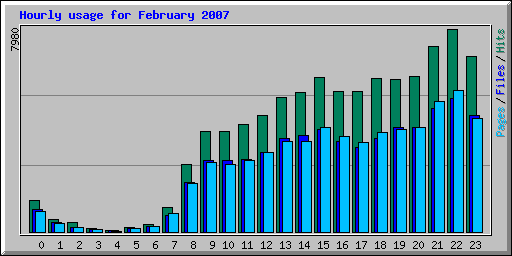 Hourly usage for February 2007
7980
Pages / Files / Hits
0 1 2 3 4 5 6 7 8 9 10 11 12 13 14 15 16 17 18 19 20 21 22 23